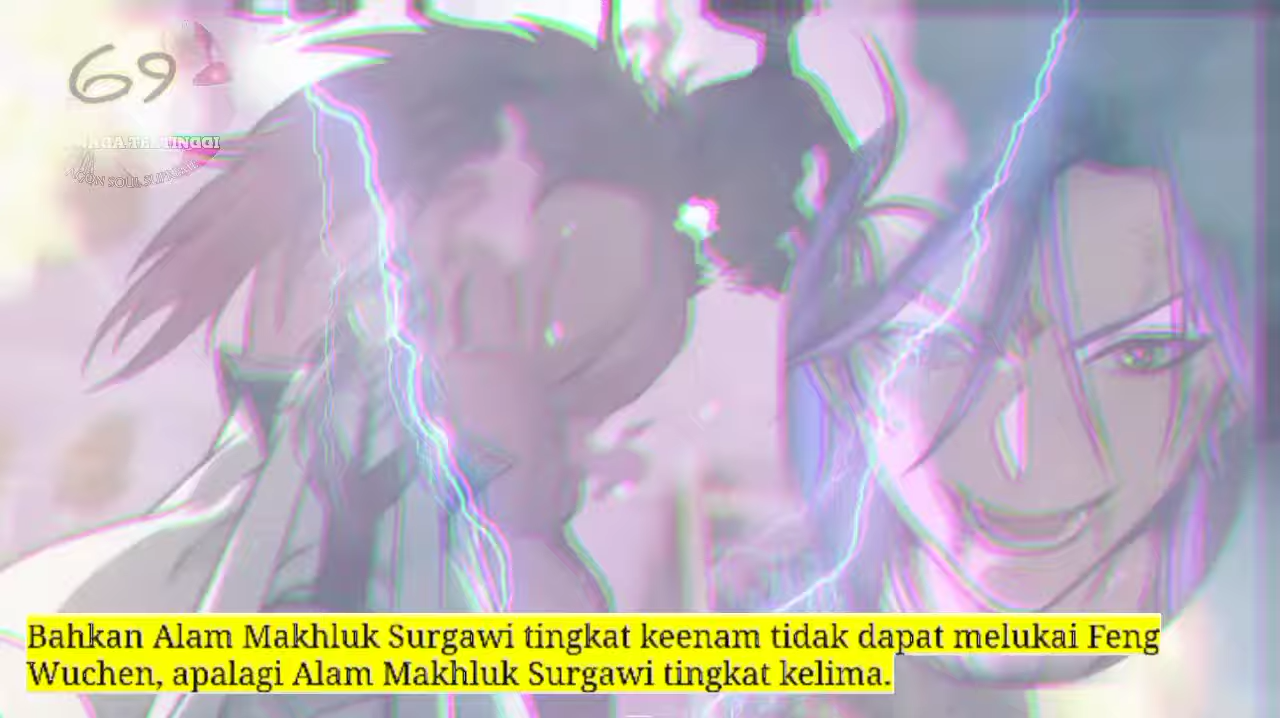 69
Bahkan Alam Makhluk Surgawi tingkat keenam tidak dapat melukai Feng
Wuchen, apalagi Alam Makhluk Surgawi tingkat kelima.